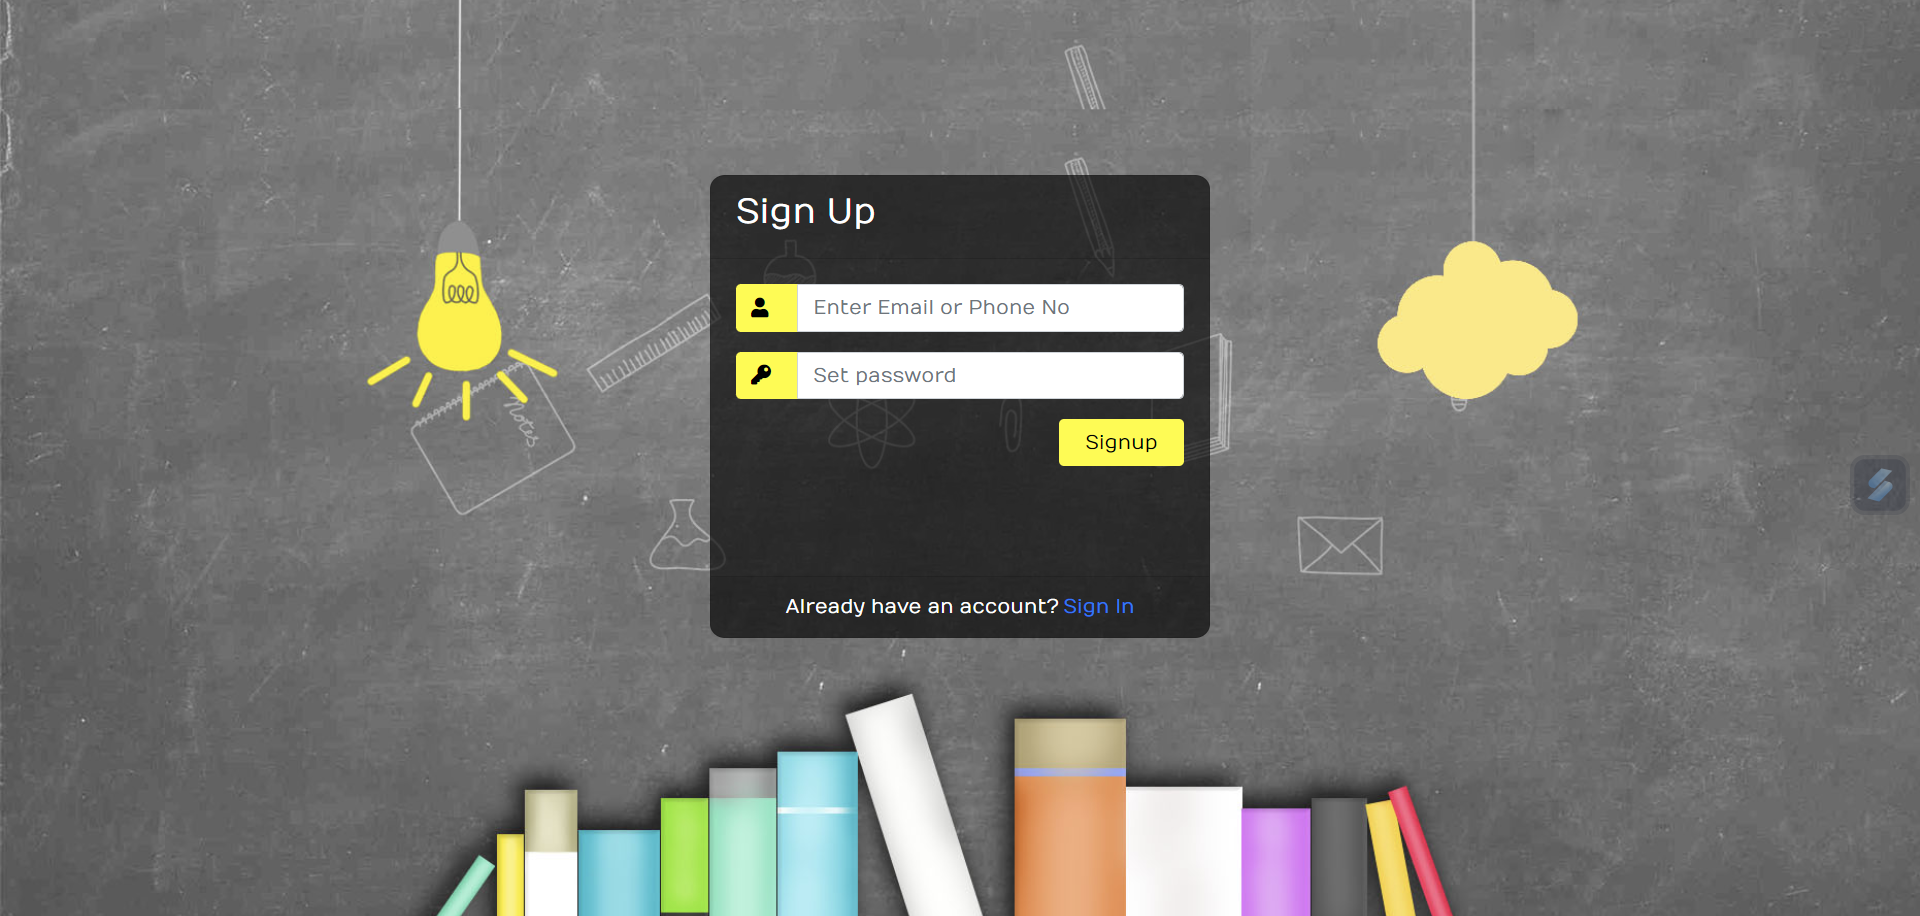 Sign Up
Enter Email or Phone No
Set password
Notes
Signup
Already have an account? Sign In